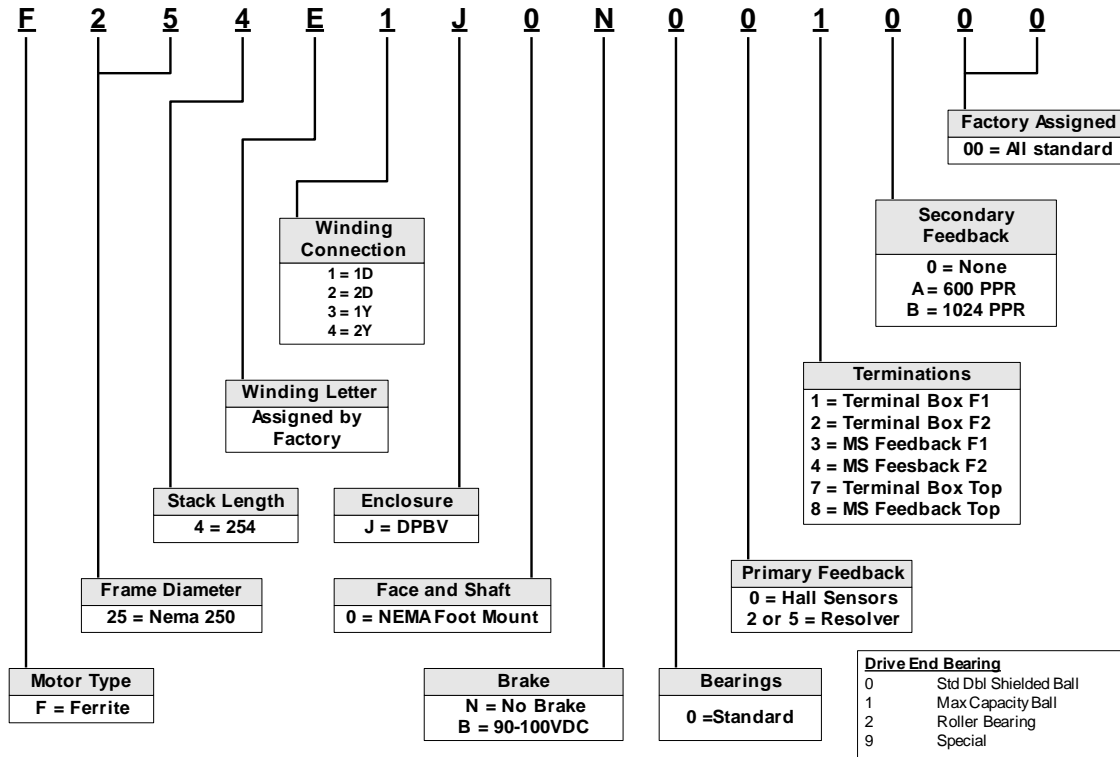 F 2 5 4 E 1 J 0 N 0 0 1 0 0 0
Factory Assigned
00 = All standard
Secondary
Feedback
0 = None
A = 600 PPR
B = 1024 PPR
Winding
Connection
1 = 1D
2 = 2D
3 = 1Y
4 = 2Y
Terminations
1 = Terminal Box F1
2 = Terminal Box F2
3 = MS Feedback F1
4 = MS Feesback F2
7 = Terminal Box Top
8 = MS Feedback Top
Winding Letter
Assigned by
Factory
Stack Length
4 = 254
Enclosure
J = DPBV
Primary Feedback
0 = Hall Sensors
2 or 5 = Resolver
Frame Diameter
25 = Nema 250
Face and Shaft
0 = NEMA Foot Mount
Motor Type
F = Ferrite
Brake
N = No Brake
B = 90-100VDC
Bearings
0 =Standard
Drive End Bearing
0 Std Dbl Shielded Ball
1 Max Capacity Ball
2 Roller Bearing
9 Special